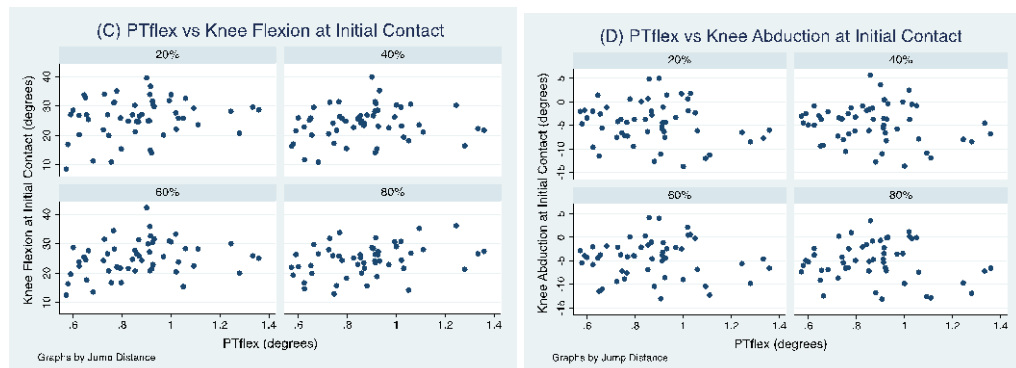 (C) PTflex vs Knee Flexion at Initial Contact
20% 40%
Knee Flexion at Initial Contact (degrees)
40
30
20
10
60% 80%
40
30
20
10
.6 .8 1 1.2 1.4 .6 .8 1 1.2 1.4
PTflex (degrees)
Graphs by Jump Distance
(D) PTflex vs Knee Abduction at Initial Contact
20% 40%
Knee Abduction at Initial Contact (degrees)
5
0
-5
-10
-15
60% 80%
5
0
-5
-10
-15
.6 .8 1 1.2 1.4 .6 .8 1 1.2 1.4
PTflex (degrees)
Graphs by Jump Distance